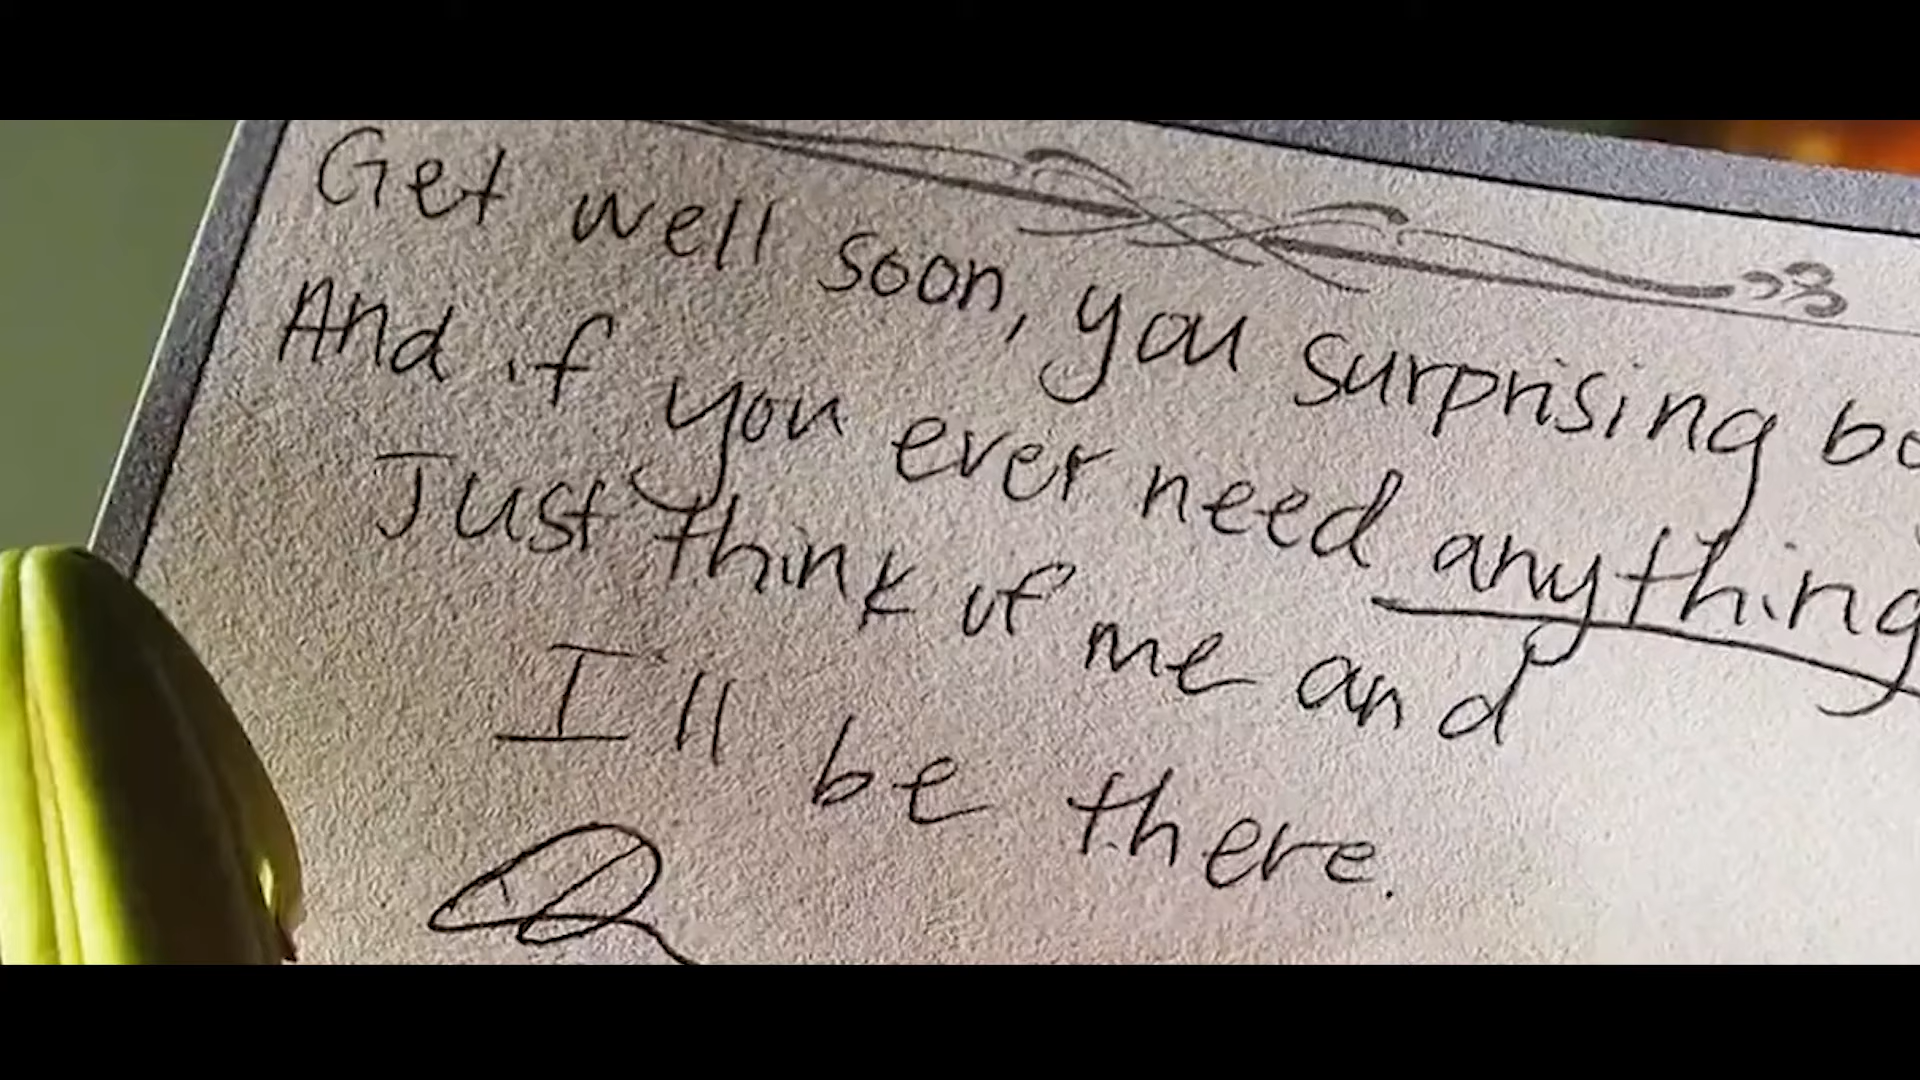 Get well soon, you surprising
And if you ever need anything
Just think of me and
I'll be there.